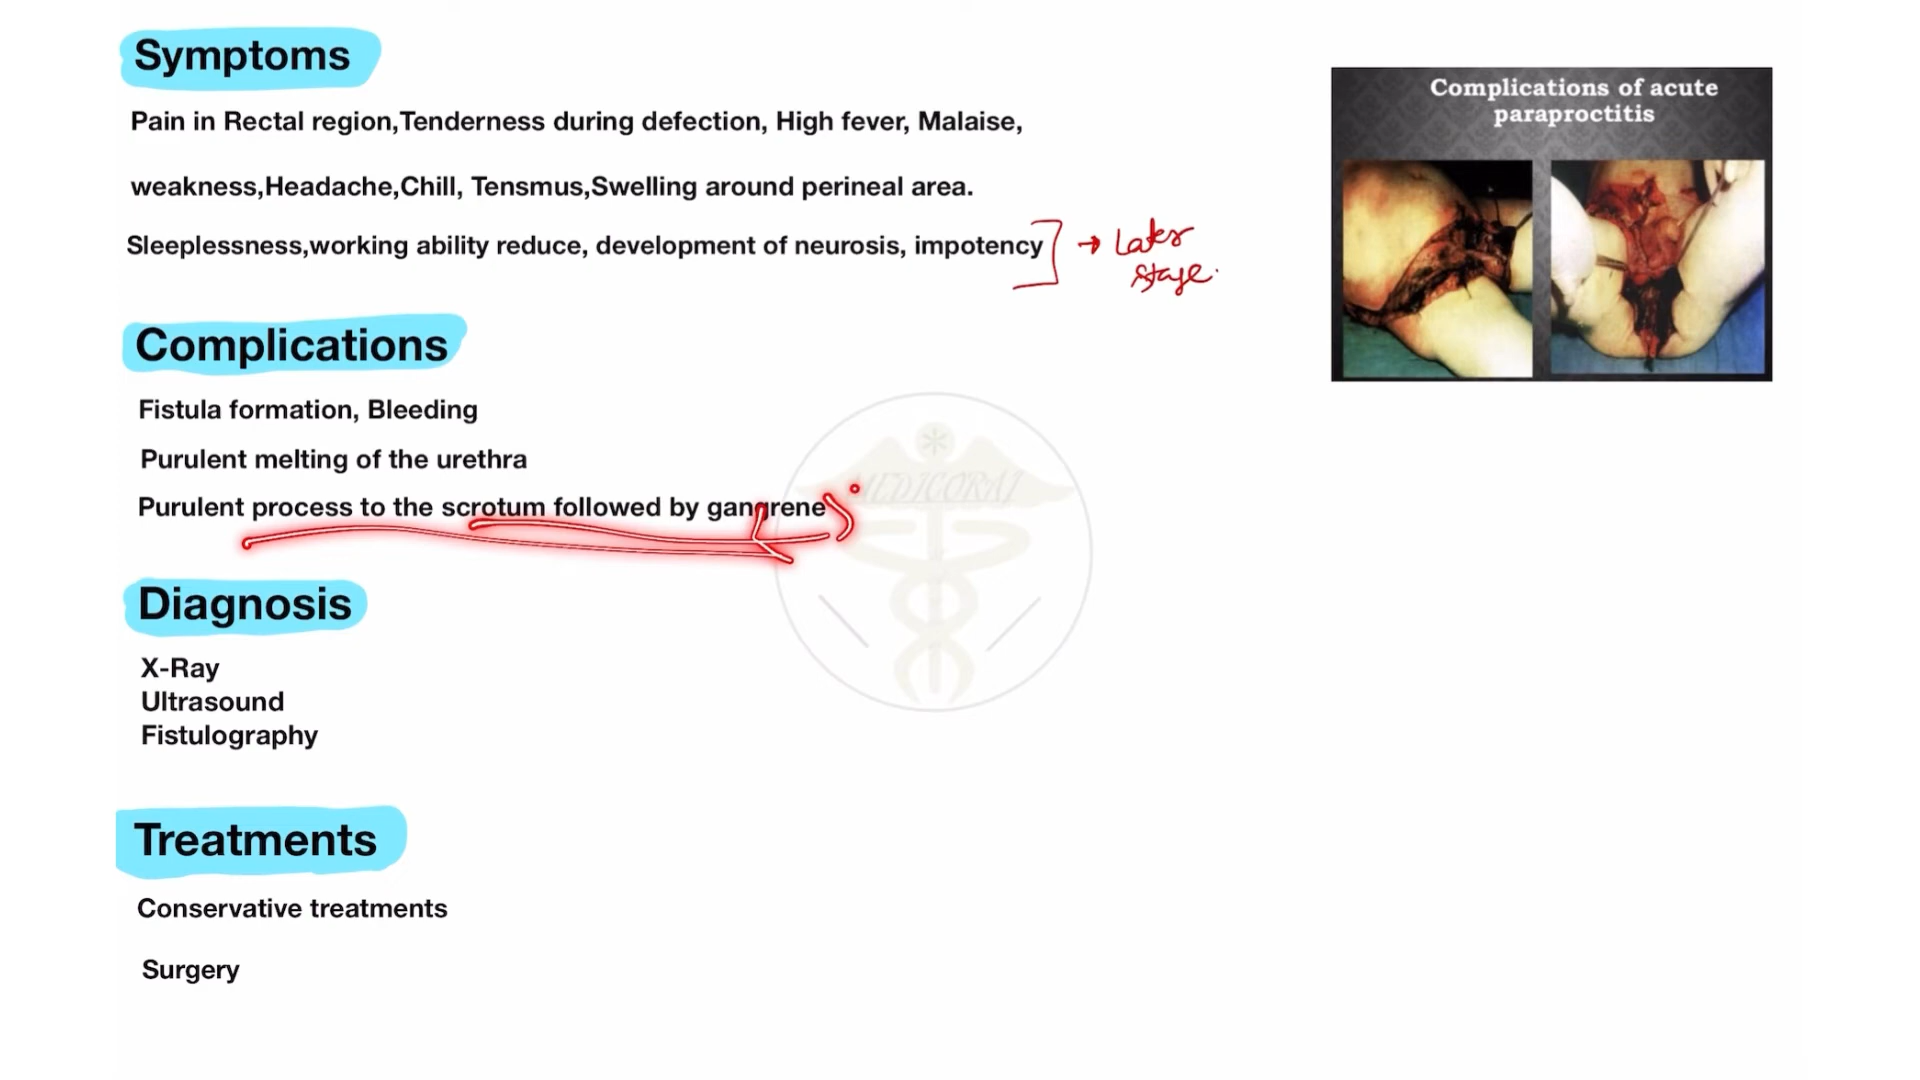 Symptoms
Pain in Rectal region,Tenderness during defection, High fever, Malaise,
weakness,Headache,Chill, Tensmus,Swelling around perineal area.
Sleeplessness,working ability reduce, development of neurosis, impotency
→ Later
stage.
Complications of acute
paraproctitis
Complications
Fistula formation, Bleeding
Purulent melting of the urethra
Purulent process to the scrotum followed by gangrene
MEDICORAI
Diagnosis
X-Ray
Ultrasound
Fistulography
Treatments
Conservative treatments
Surgery